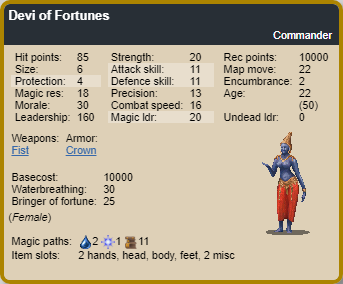 Devi of Fortunes
Commander
Hit points: 85 Strength: 20 Rec points: 10000
Size: 6 Attack skill: 11 Map move: 22
Protection: 4 Defence skill: 11 Encumbrance: 2
Magic res: 18 Precision: 13 Age: 22
Morale: 30 Combat speed: 16 (50)
Leadership: 160 Magic ldr: 20 Undead ldr: 0
Weapons: Armor:
Fist Crown
Basecost: 10000
Waterbreathing: 30
Bringer of fortune: 25
(Female)
Magic paths: 2 1 11
Item slots: 2 hands, head, body, feet, 2 misc